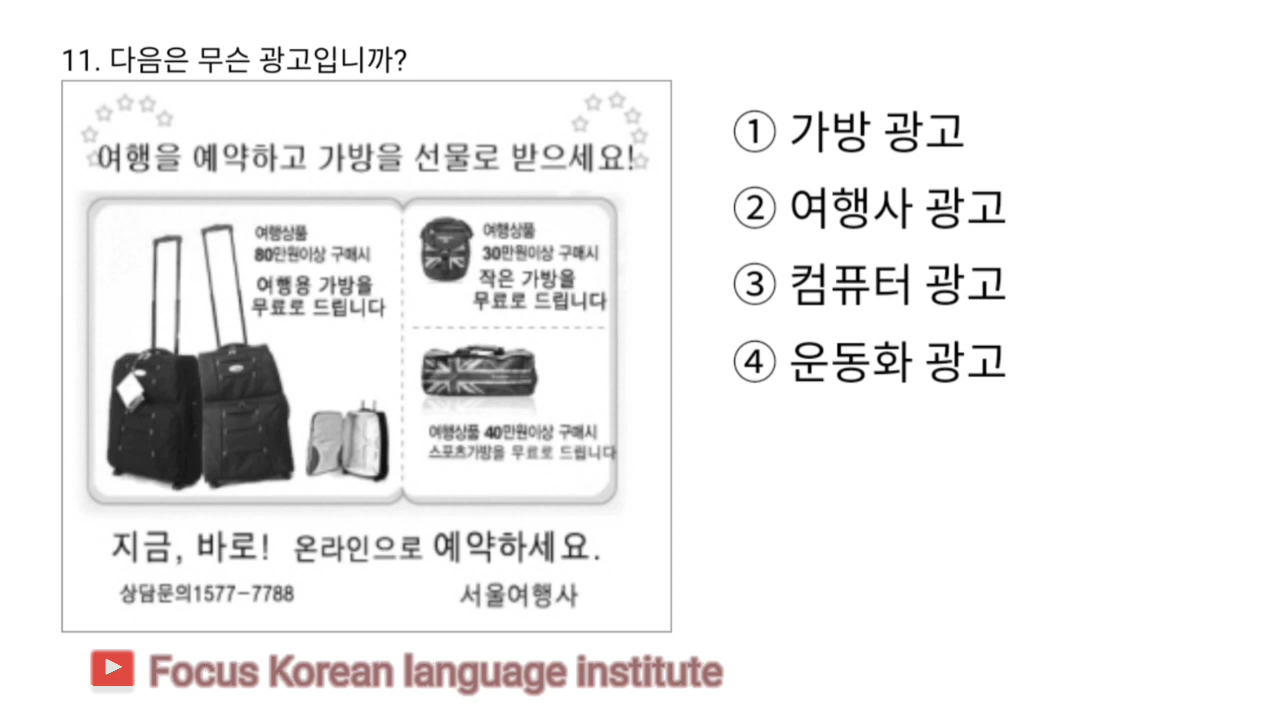 11. 다음은 무슨 광고입니까?
여행을 예약하고 가방을 선물로 받으세요!
여행상품
80만원이상 구매시
여행용 가방을
무료로 드립니다
여행상품
30만원이상 구매시
작은 가방을
무료로 드립니다
여행상품 40만원이상 구매시
스포츠가방을 무료로 드립니다
지금, 바로! 온라인으로 예약하세요.
상담문의1577-7788 서울여행사
① 가방 광고
② 여행사 광고
③ 컴퓨터 광고
④ 운동화 광고
Focus Korean language institute